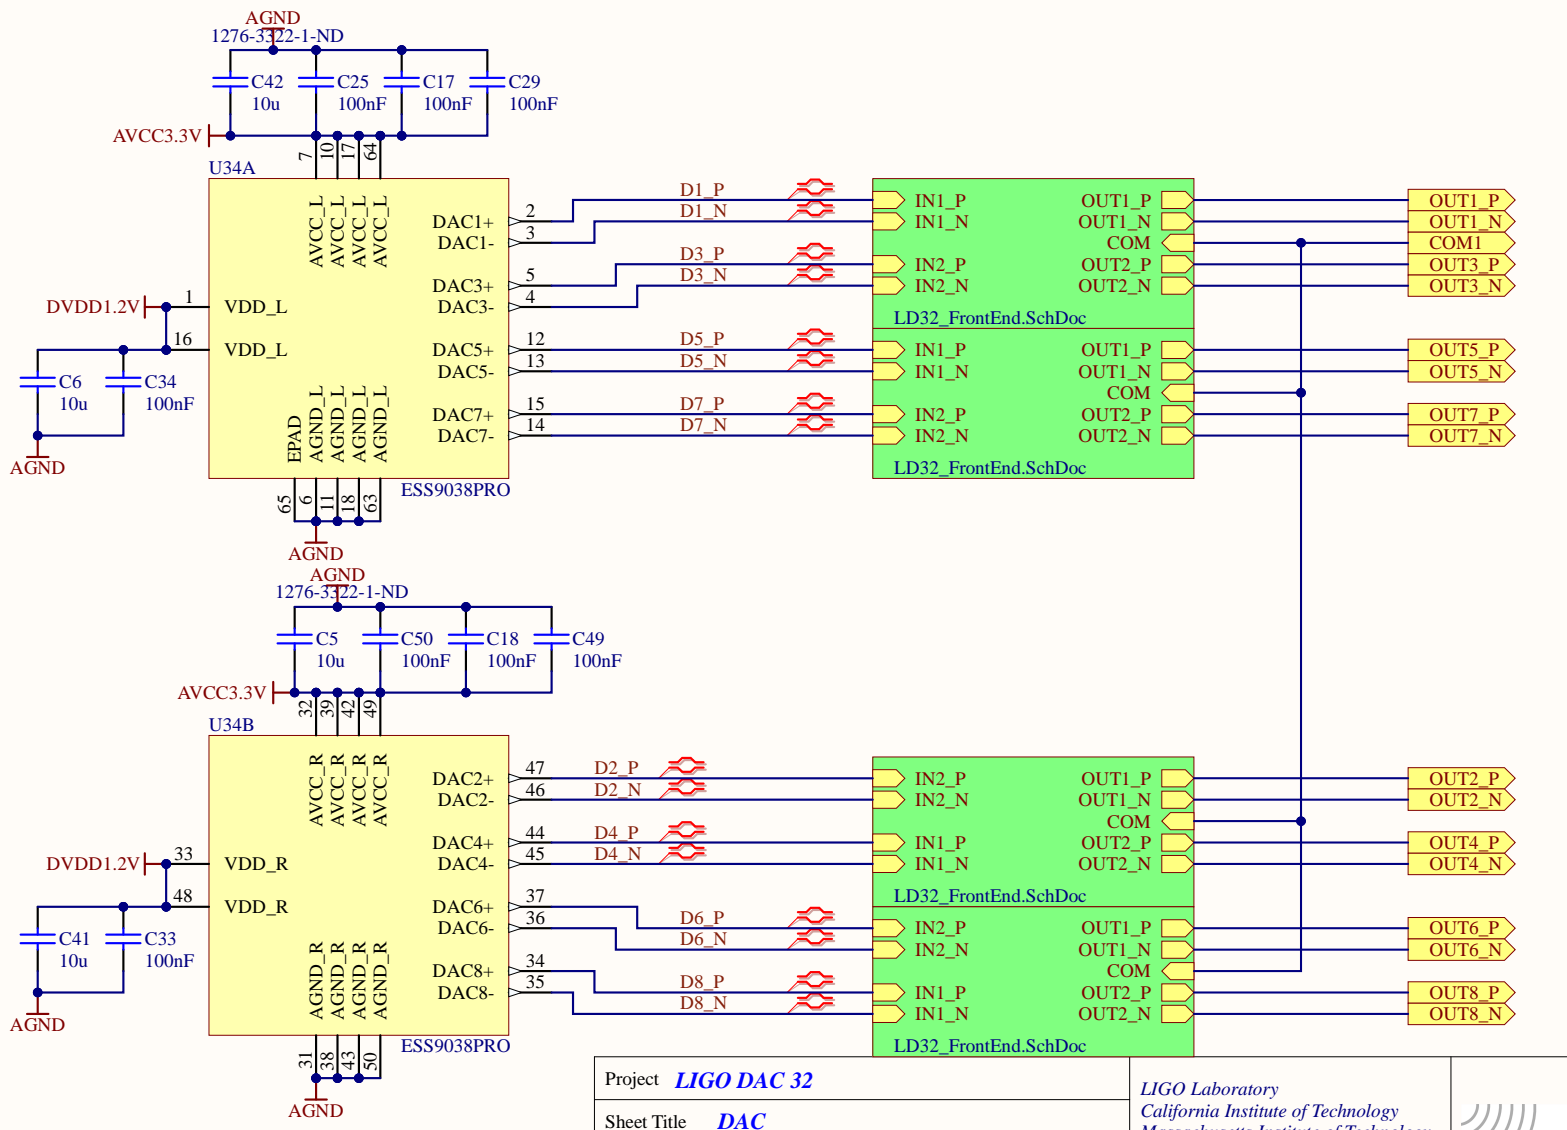 AGND
1276-3322-1-ND
C42 C25 C17 C29
10u 100nF 100nF 100nF
AVCC3.3V
7 10 17 64
U34A
AVCC_L AVCC_L AVCC_L AVCC_L
DAC1+ 2
DAC1- 3
DAC3+ 5
DAC3- 4
DVDD1.2V 1 VDD_L
16 VDD_L
DAC5+ 12
DAC5- 13
DAC7+ 15
DAC7- 14
C6 C34
10u 100nF
AGND
EPAD AGND_L AGND_L AGND_L AGND_L
65 6 11 18 63
ESS9038PRO
AGND
D1_P IN1_P OUT1_P OUT1_P
D1_N IN1_N OUT1_N OUT1_N
COM COM1
D3_P IN2_P OUT2_P OUT3_P
D3_N IN2_N OUT2_N OUT3_N
LD32_FrontEnd.SchDoc
D5_P IN1_P OUT1_P OUT5_P
D5_N IN1_N OUT1_N OUT5_N
COM
D7_P IN2_P OUT2_P OUT7_P
D7_N IN2_N OUT2_N OUT7_N
LD32_FrontEnd.SchDoc
AGND
1276-3322-1-ND
C5 C50 C18 C49
10u 100nF 100nF 100nF
AVCC3.3V
32 39 42 49
U34B
AVCC_R AVCC_R AVCC_R AVCC_R
DAC2+ 47
DAC2- 46
DAC4+ 44
DAC4- 45
DVDD1.2V 33 VDD_R
48 VDD_R
DAC6+ 37
DAC6- 36
DAC8+ 34
DAC8- 35
C41 C33
10u 100nF
AGND
AGND_R AGND_R AGND_R AGND_R
31 38 43 50
ESS9038PRO
AGND
D2_P IN2_P OUT1_P OUT2_P
D2_N IN2_N OUT1_N OUT2_N
COM
D4_P IN1_P OUT2_P OUT4_P
D4_N IN1_N OUT2_N OUT4_N
LD32_FrontEnd.SchDoc
D6_P IN2_P OUT1_P OUT6_P
D6_N IN2_N OUT1_N OUT6_N
COM
D8_P IN1_P OUT2_P OUT8_P
D8_N IN1_N OUT2_N OUT8_N
LD32_FrontEnd.SchDoc
Project LIGO DAC 32
Sheet Title DAC
LIGO Laboratory
California Institute of Technology
Massachusetts Institute of Technology